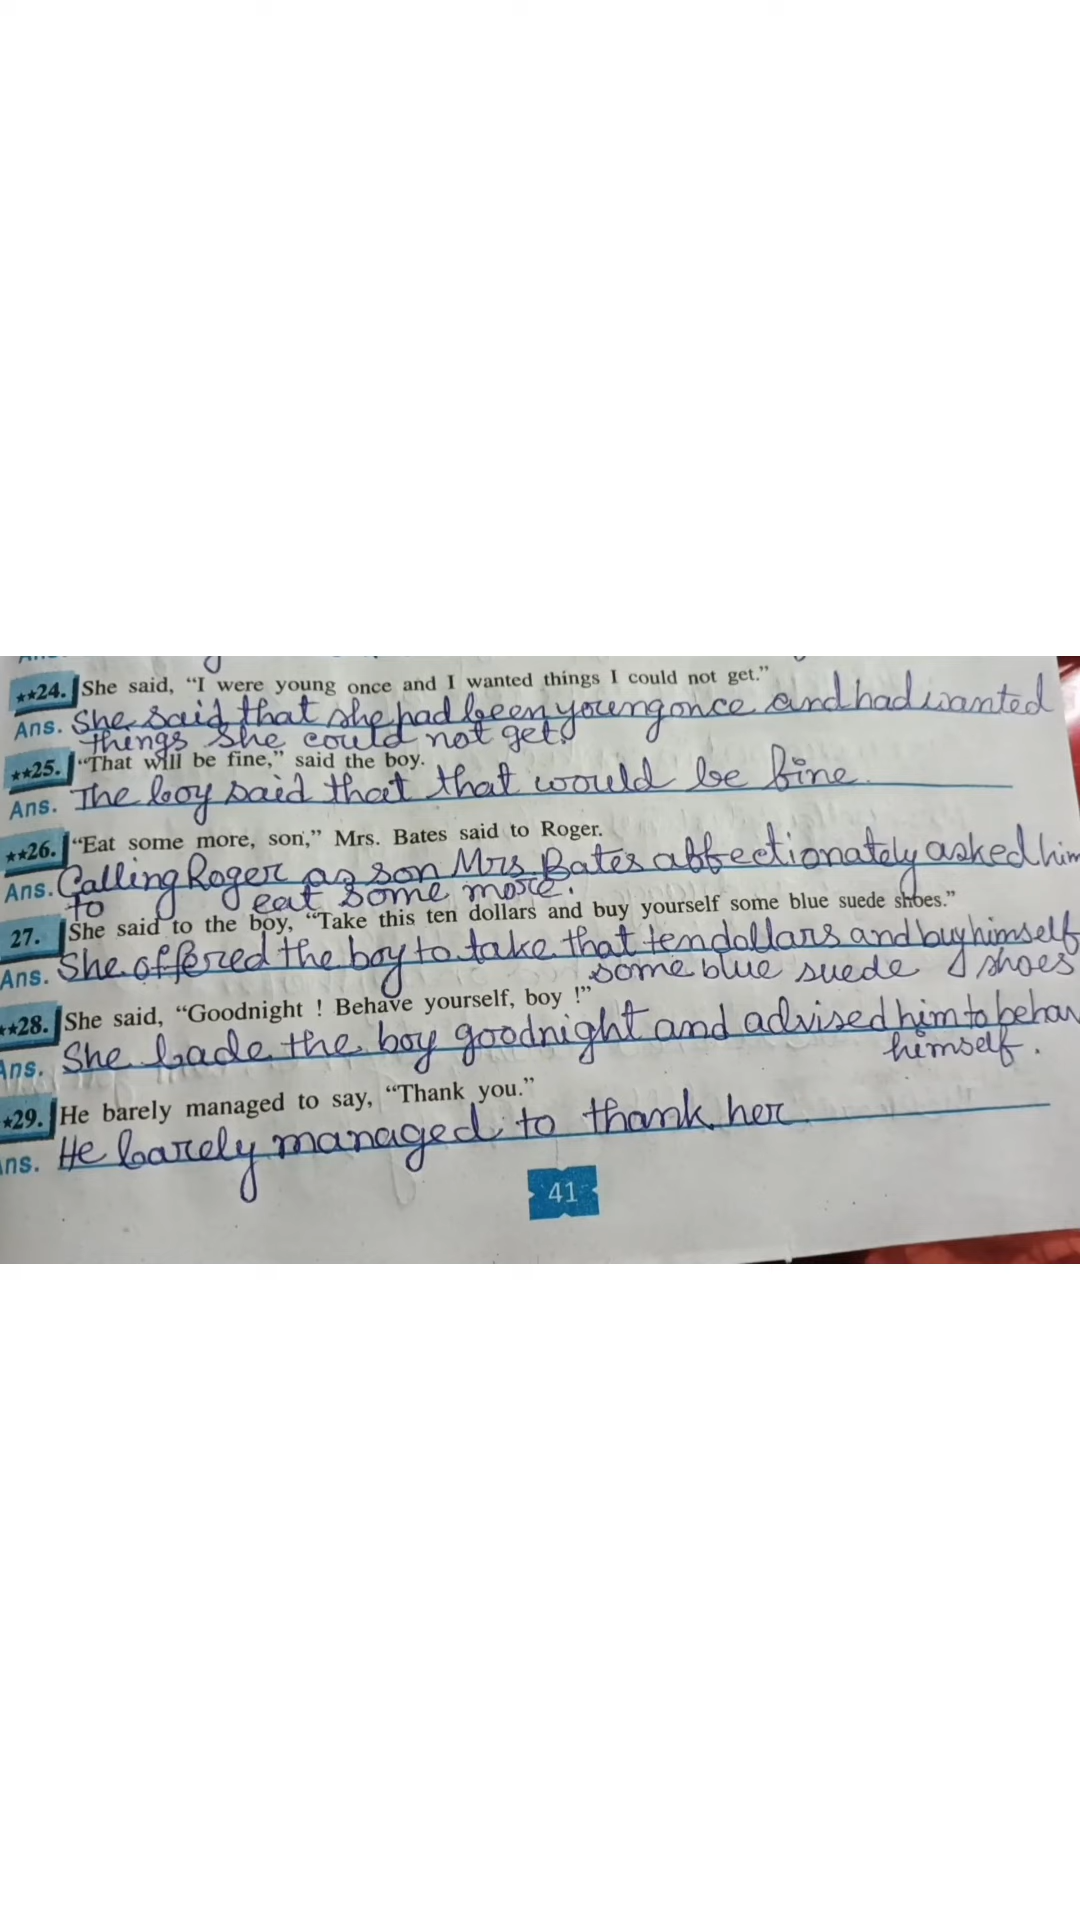 ★★24. She said, “I were young once and I wanted things I could not get.”
Ans. She said that she had been young once and had wanted
things she could not get.
★★25. “That will be fine,” said the boy.
Ans. The boy said that that would be fine.
★★26. “Eat some more, son,” Mrs. Bates said to Roger.
Ans. Calling Roger as son Mrs Bates affectionately asked him
to eat some more.
27. She said to the boy, “Take this ten dollars and buy yourself some blue suede shoes.”
Ans. She offered the boy to take that ten dollars and buy himself
some blue suede shoes
★★28. She said, “Goodnight ! Behave yourself, boy !”
Ans. She bade the boy goodnight and advised him to behav
himself.
★29. He barely managed to say, “Thank you.”
ns. He barely managed to thank her
41